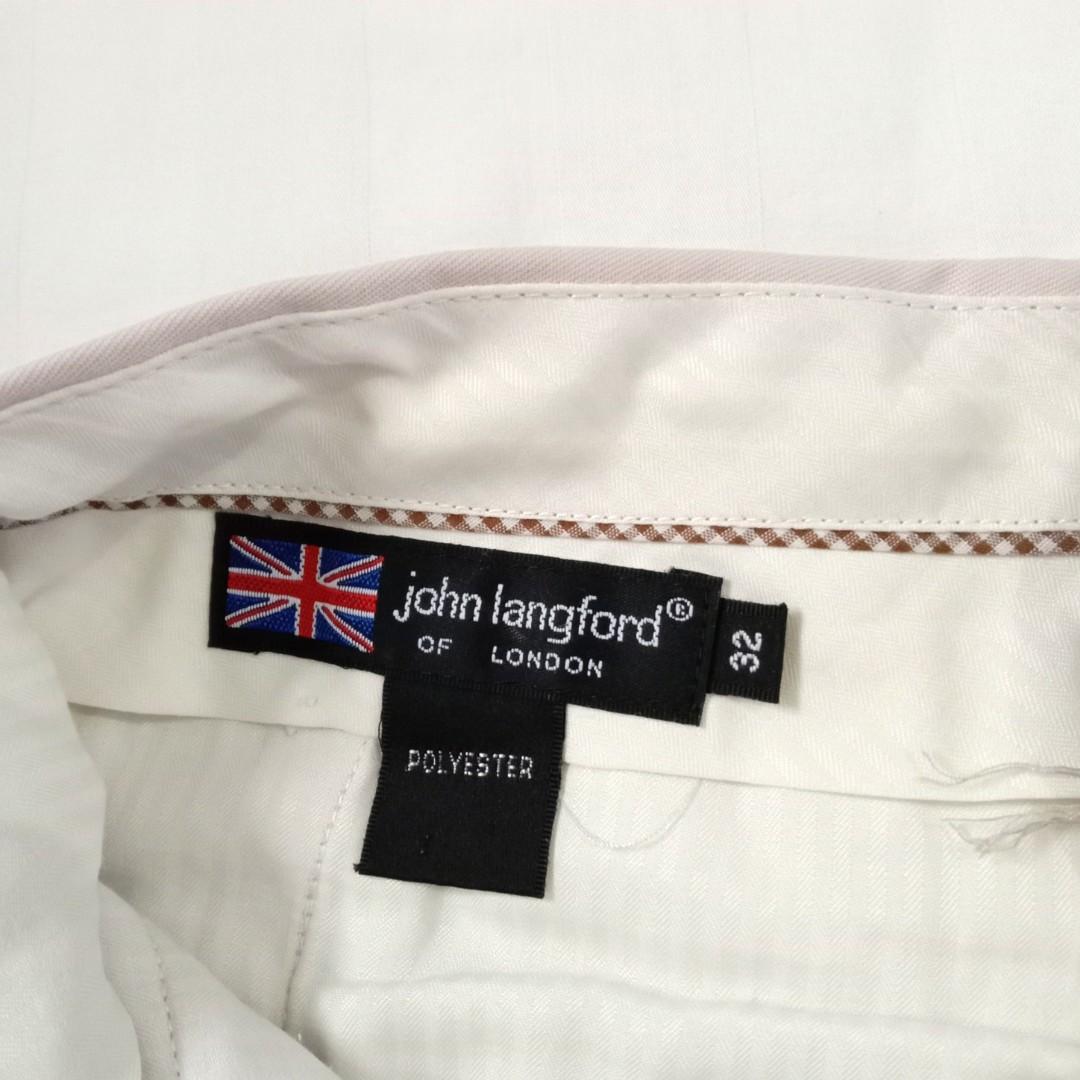 john langford®
OF LONDON
32
POLYESTER